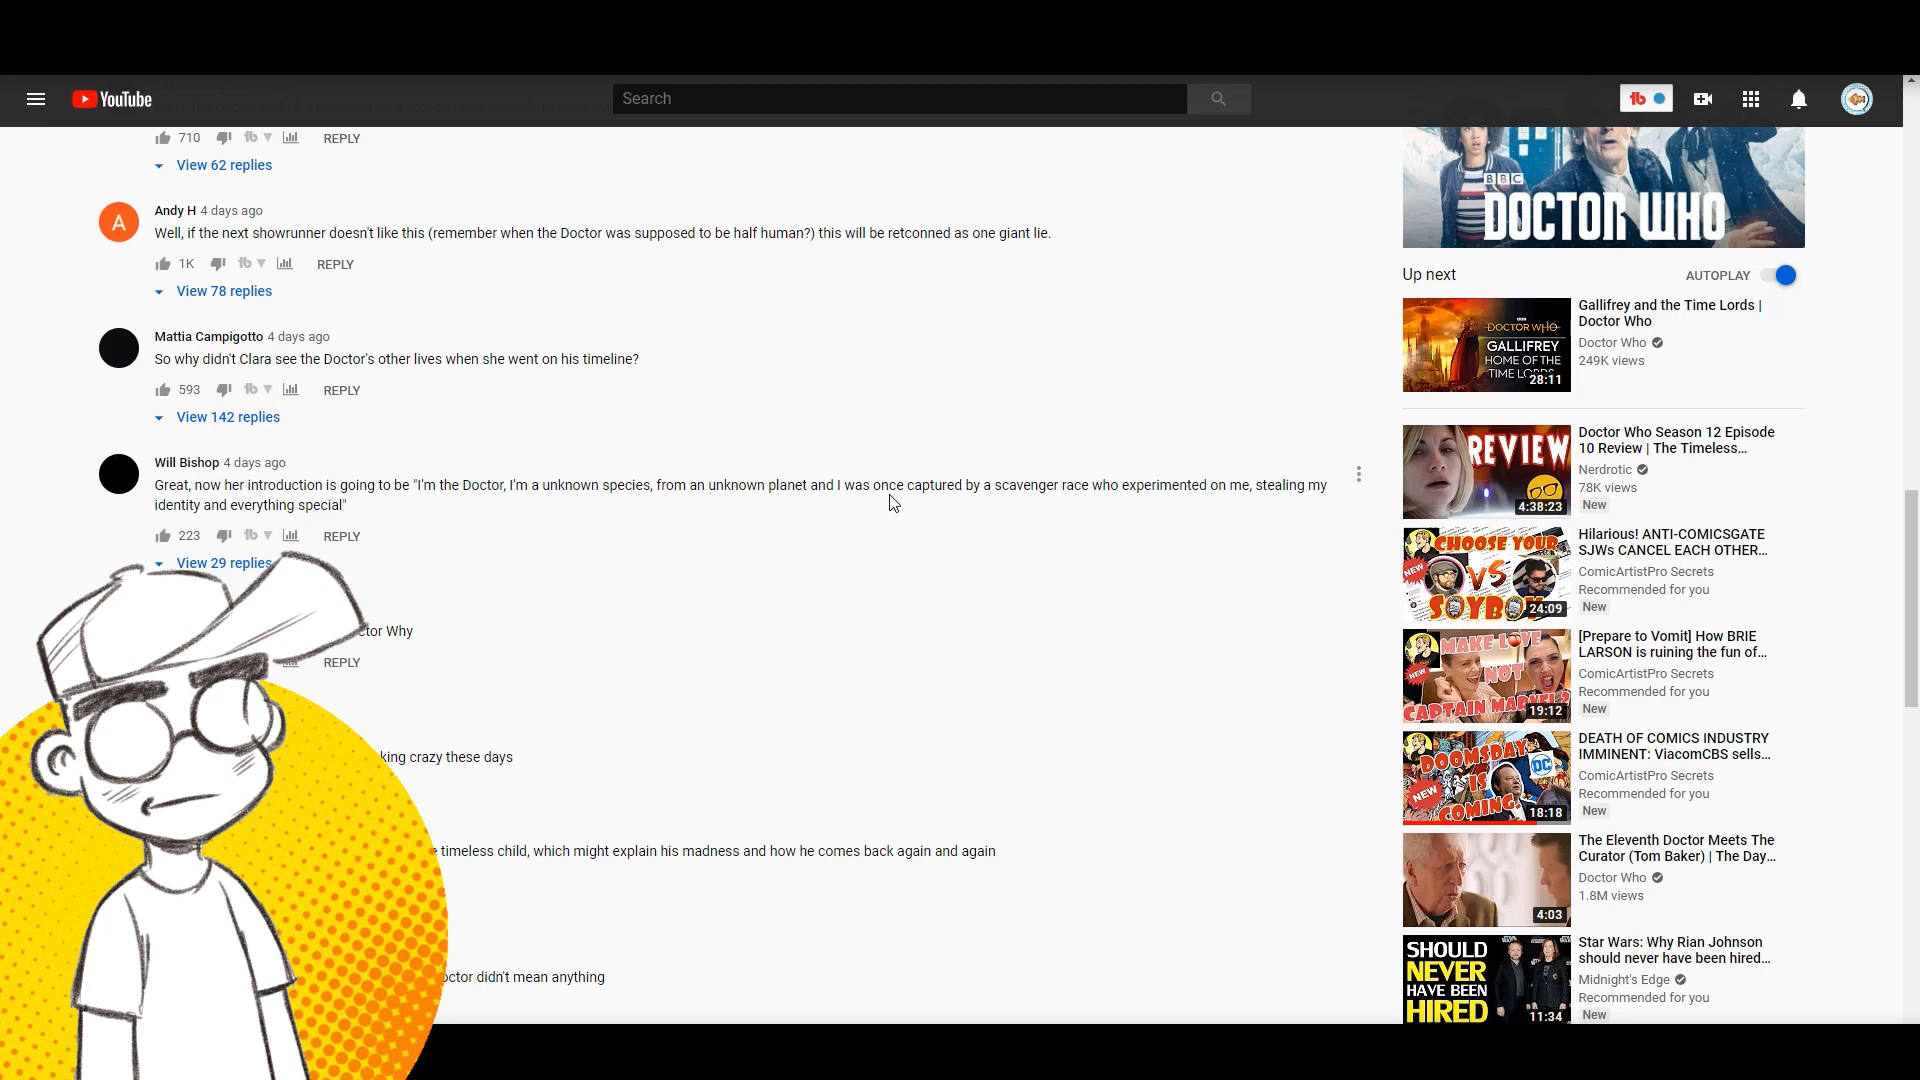 YouTube
Search
710
REPLY
View 62 replies
Andy H 4 days ago
Well, if the next showrunner doesn't like this (remember when the Doctor was supposed to be half human?) this will be retconned as one giant lie.
1K
REPLY
View 78 replies
Mattia Campigotto 4 days ago
So why didn't Clara see the Doctor's other lives when she went on his timeline?
593
REPLY
View 142 replies
Will Bishop 4 days ago
Great, now her introduction is going to be "I'm the Doctor, I'm a unknown species, from an unknown planet and I was once captured by a scavenger race who experimented on me, stealing my
identity and everything special"
223
REPLY
View 29 replies
ctor Why
REPLY
king crazy these days
timeless child, which might explain his madness and how he comes back again and again
octor didn't mean anything
A
BBC
DOCTOR WHO
Up next
AUTOPLAY
DOCTOR WHO
GALLIFREY
HOME OF THE
TIME LORDS
28:11
Gallifrey and the Time Lords |
Doctor Who
Doctor Who
249K views
REVIEW
4:38:23
Doctor Who Season 12 Episode
10 Review | The Timeless...
Nerdrotic
78K views
New
CHOOSE YOUR
NEW
VS
SOYBOY
24:09
Hilarious! ANTI-COMICSGATE
SJWs CANCEL EACH OTHER...
ComicArtistPro Secrets
Recommended for you
New
MAKE LOVE
NEW
NOT
CAPTAIN MARVEL?
19:12
[Prepare to Vomit] How BRIE
LARSON is ruining the fun of...
ComicArtistPro Secrets
Recommended for you
New
DOOMSDAY
IS
DC
NEW
COMING.
18:18
DEATH OF COMICS INDUSTRY
IMMINENT: ViacomCBS sells...
ComicArtistPro Secrets
Recommended for you
New
4:03
The Eleventh Doctor Meets The
Curator (Tom Baker) | The Day...
Doctor Who
1.8M views
SHOULD
NEVER
HAVE BEEN
HIRED
11:34
Star Wars: Why Rian Johnson
should never have been hired...
Midnight's Edge
Recommended for you
New